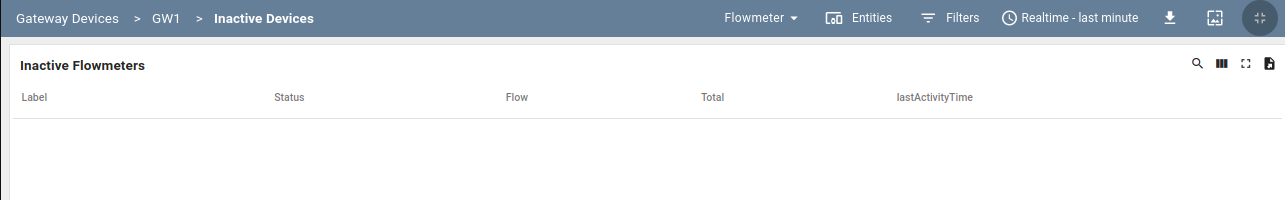 Gateway Devices > GW1 > Inactive Devices Flowmeter Entities Filters Realtime - last minute
Inactive Flowmeters
Label Status Flow Total lastActivityTime